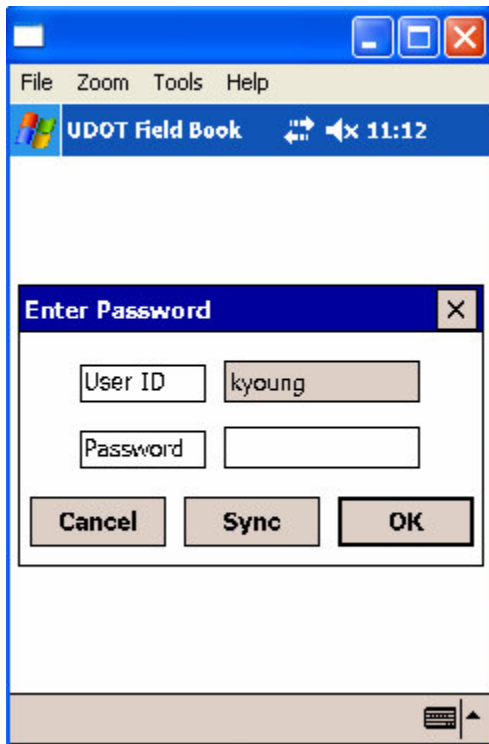 File Zoom Tools Help
UDOT Field Book 11:12
Enter Password
User ID kyoung
Password
Cancel Sync OK